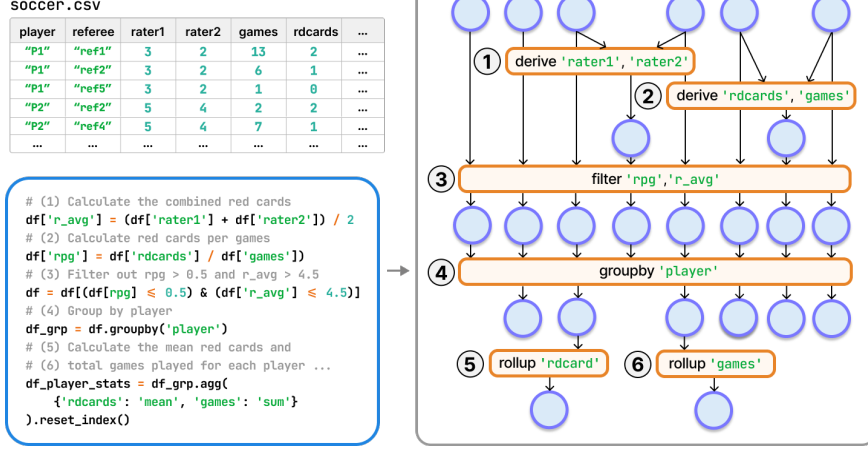 soccer.csv
player referee rater1 rater2 games rdcards ...
“P1” “ref1” 3 2 13 2 ...
“P1” “ref2” 3 2 6 1 ...
“P1” “ref5” 3 2 1 0 ...
“P2” “ref2” 5 4 2 2 ...
“P2” “ref4” 5 4 7 1 ...
... ... ... ... ... ... ...
# (1) Calculate the combined red cards
df['r_avg'] = (df['rater1'] + df['rater2']) / 2
# (2) Calculate red cards per games
df['rpg'] = df['rdcards'] / df['games'])
# (3) Filter out rpg > 0.5 and r_avg > 4.5
df = df[(df[rpg] ⩽ 0.5) & (df['r_avg'] ⩽ 4.5)]
# (4) Group by player
df_grp = df.groupby('player')
# (5) Calculate the mean red cards and
# (6) total games played for each player ...
df_player_stats = df_grp.agg(
{'rdcards': 'mean', 'games': 'sum'}
).reset_index()
1 derive 'rater1','rater2'
2 derive 'rdcards','games'
3 filter 'rpg','r_avg'
4 groupby 'player'
5 rollup 'rdcard'
6 rollup 'games'